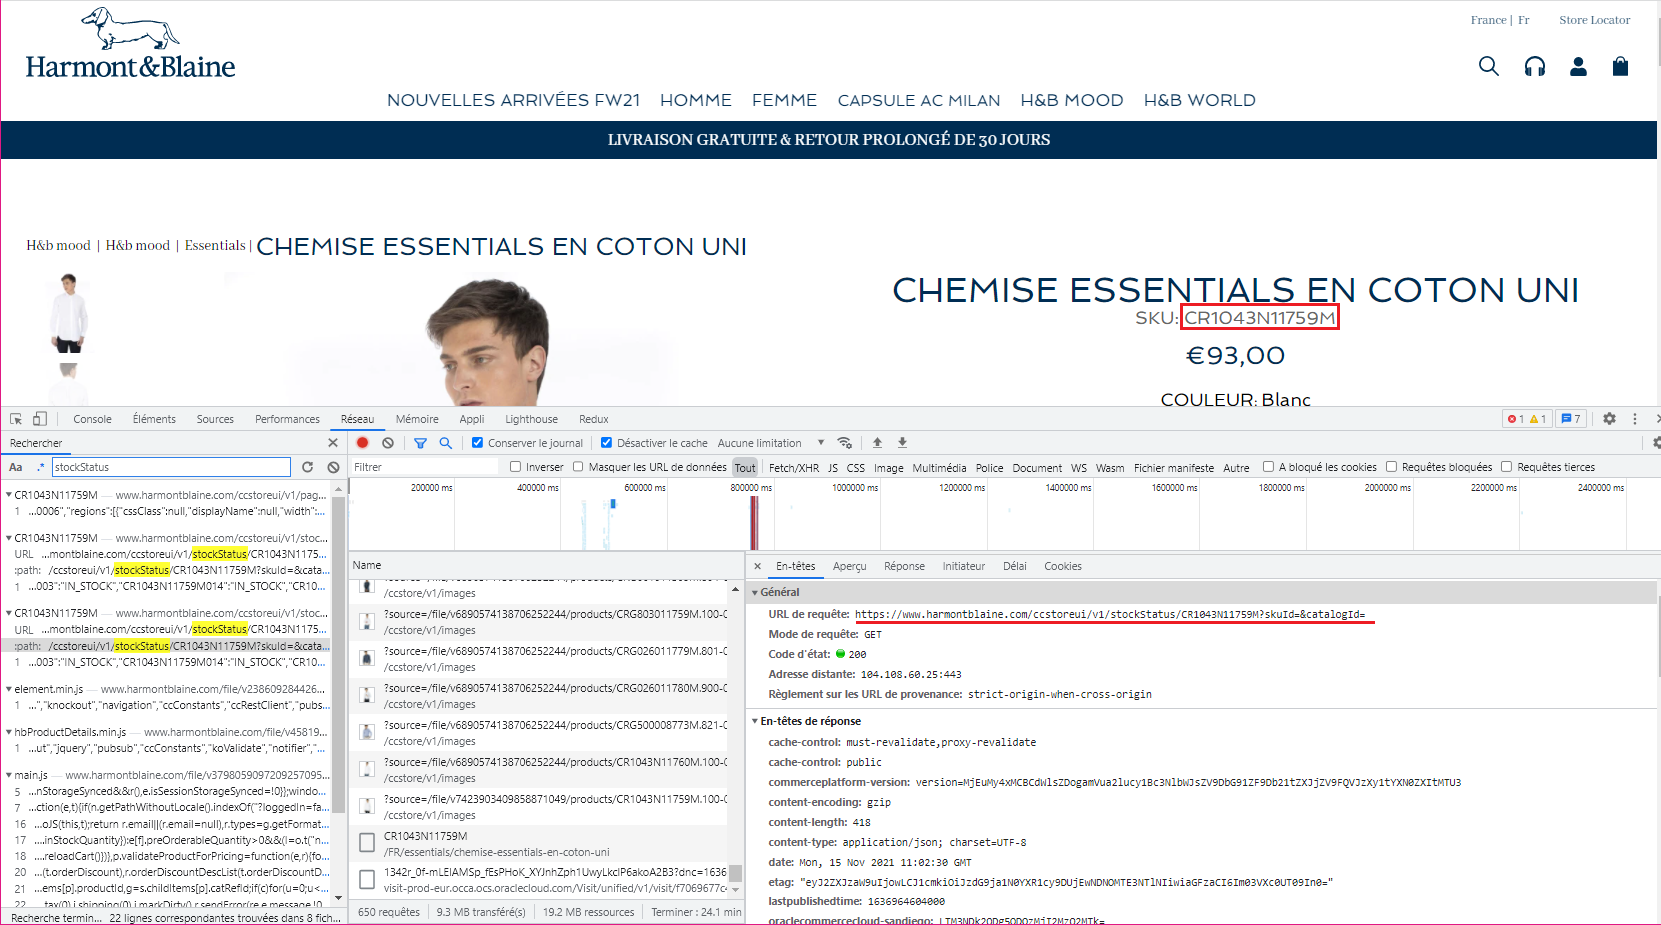 France | Fr
Store Locator
Harmont&Blaine
NOUVELLES ARRIVÉES FW21
HOMME
FEMME
CAPSULE AC MILAN
H&B MOOD
H&B WORLD
LIVRAISON GRATUITE & RETOUR PROLONGÉ DE 30 JOURS
H&b mood | H&b mood | Essentials | CHEMISE ESSENTIALS EN COTON UNI
CHEMISE ESSENTIALS EN COTON UNI
SKU: CR1043N11759M
€93,00
COULEUR: Blanc
Console
Éléments
Sources
Performances
Réseau
Mémoire
Appli
Lighthouse
Redux
1
1
7
Rechercher
Conserver le journal
Désactiver le cache
Aucune limitation
Aa
.*
stockStatus
Filtrer
Inverser
Masquer les URL de données
Tout
Fetch/XHR
JS
CSS
Image
Multimédia
Police
Document
WS
Wasm
Fichier manifeste
Autre
A bloqué les cookies
Requêtes bloquées
Requêtes tierces
200000 ms
400000 ms
600000 ms
800000 ms
1000000 ms
1200000 ms
1400000 ms
1600000 ms
1800000 ms
2000000 ms
2200000 ms
2400000 ms
CR1043N11759M — www.harmontblaine.com/ccstoreui/v1/pag...
1 ...0006","regions":[{"cssClass":null,"displayName":null,"width":...
CR1043N11759M — www.harmontblaine.com/ccstoreui/v1/stoc...
URL ...montblaine.com/ccstoreui/v1/stockStatus/CR1043N1175...
:path: /ccstoreui/v1/stockStatus/CR1043N11759M?skuId=&cata...
1 ...003":"IN_STOCK","CR1043N11759M014":"IN_STOCK","CR10...
CR1043N11759M — www.harmontblaine.com/ccstoreui/v1/stoc...
URL ...montblaine.com/ccstoreui/v1/stockStatus/CR1043N1175...
:path: /ccstoreui/v1/stockStatus/CR1043N11759M?skuId=&cata...
1 ...003":"IN_STOCK","CR1043N11759M014":"IN_STOCK","CR10...
element.min.js — www.harmontblaine.com/file/v238609284426...
1 ...","knockout","navigation","ccConstants","ccRestClient","pubs...
hbProductDetails.min.js — www.harmontblaine.com/file/v45819...
1 ...ut","jquery","pubsub","ccConstants","koValidate","notifier","...
main.js — www.harmontblaine.com/file/v3798059097209257095...
5 ...nStorageSynced&&r(),e.isSessionStorageSynced=!0}};windo...
7 ...ction(e,t){if(n.getPathWithoutLocale().indexOf("?loggedIn=fa...
16 ...oJS(this,t);return r.email||(r.email=null),r.types=g.getFormat...
17 ....inStockQuantity}):e[f].preOrderableQuantity>0&&(l=o.t("n...
18 ....reloadCart()}}),p.validateProductForPricing=function(e,r){fo...
20 ...(t.orderDiscount),r.orderDiscountDescList(t.orderDiscountD...
21 ...ems[p].productId,g=s.childItems[p].catRefId;if(c)for(u=0;u<...
22 ...tax(0),i.shipping(0),i.markDirty(),r.sendError(re.e.message,!0
Recherche termin... 22 lignes correspondantes trouvées dans 8 fich...
Name
/ccstore/v1/images
?source=/file/v6890574138706252244/products/CRG803011759M.100-0
/ccstore/v1/images
?source=/file/v6890574138706252244/products/CRG026011779M.801-0
/ccstore/v1/images
?source=/file/v6890574138706252244/products/CRG026011780M.900-0
/ccstore/v1/images
?source=/file/v6890574138706252244/products/CRG500008773M.821-0
/ccstore/v1/images
?source=/file/v6890574138706252244/products/CR1043N11760M.100-0
/ccstore/v1/images
?source=/file/v7423903409858871049/products/CR1043N11759M.100-0
/ccstore/v1/images
CR1043N11759M
/FR/essentials/chemise-essentials-en-coton-uni
1342r_0f-mLEIAMSp_fEsPHoK_XYJnhZph1UwyLkclP6akoA2B3?dnc=1636
visit-prod-eur.occa.ocs.oraclecloud.com/Visit/unified/v1/visit/f7069677c4
650 requêtes
9.3 MB transféré(s)
19.2 MB ressources
Terminer : 24.1 min
En-têtes
Aperçu
Réponse
Initiateur
Délai
Cookies
Général
URL de requête: https://www.harmontblaine.com/ccstoreui/v1/stockStatus/CR1043N11759M?skuId=&catalogId=
Mode de requête: GET
Code d'état: 200
Adresse distante: 104.108.60.25:443
Règlement sur les URL de provenance: strict-origin-when-cross-origin
En-têtes de réponse
cache-control: must-revalidate,proxy-revalidate
cache-control: public
commerceplatform-version: version=MjEuMy4xMCBCdWlsZDogamVua2lucy1Bc3NlbWJsZV9DbG91ZF9Db21tZXJjZV9FQVJzXy1tYXN0ZXItMTU3
content-encoding: gzip
content-length: 418
content-type: application/json; charset=UTF-8
date: Mon, 15 Nov 2021 11:02:30 GMT
etag: "eyJ2ZXJzaW9uIjowLCJ1cmkiOiJzdG9ja1N0YXR1cy9DUjEwNDNOMTE3NTlNIiwiaGFzaCI6Im03VXc0UT09In0="
lastpublishedtime: 1636964604000
oraclecommercecloud-sandiego: LTM3NDk2ODg5ODQzMjI2MzQ2MTk=